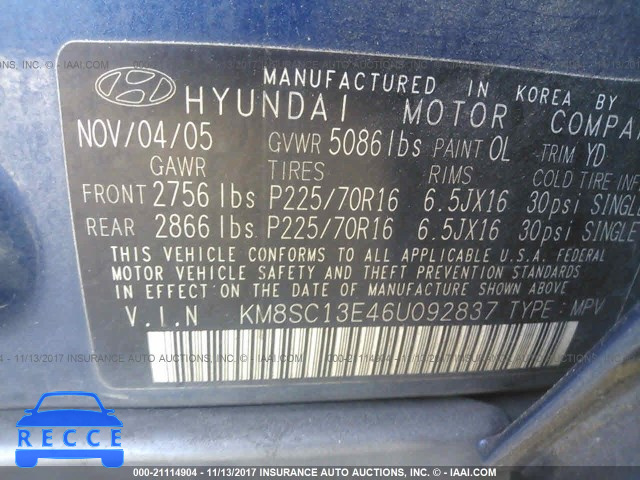 MANUFACTURED IN KOREA BY
HYUNDAI MOTOR COMPA
NOV/04/05 GVWR 5086lbs PAINT OL TRIM YD
GAWR TIRES RIMS COLD TIRE INF
FRONT 2756 lbs P225/70R16 6.5JX16 30psi SINGL
REAR 2866 lbs P225/70R16 6.5JX16 30psi SINGLE
THIS VEHICLE CONFORMS TO ALL APPLICABLE U.S.A. FEDERAL
MOTOR VEHICLE SAFETY AND THEFT PREVENTION STANDARDS
IN EFFECT ON THE DATE OF MANUFACTURE SHOWN ABOVE
V.I.N KM8SC13E46U092837 TYPE : MPV
RECCE
000-21114904 - 11/13/2017 INSURANCE AUTO AUCTIONS, INC. - © IAAI.COM